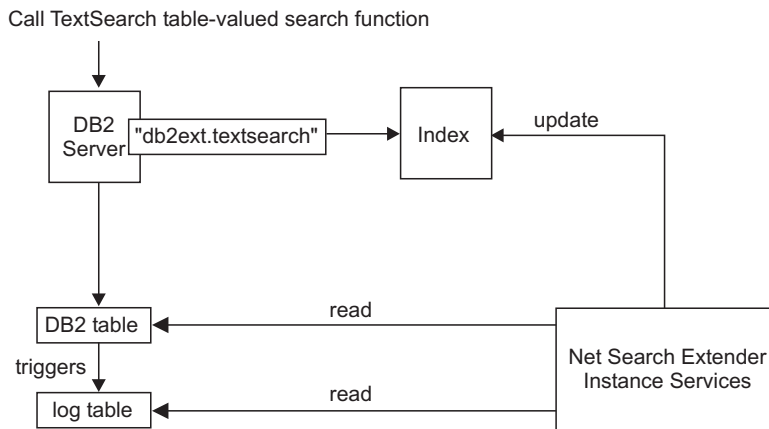 Call TextSearch table-valued search function
DB2
Server
"db2ext.textsearch"
Index
update
DB2 table
read
triggers
log table
read
Net Search Extender
Instance Services